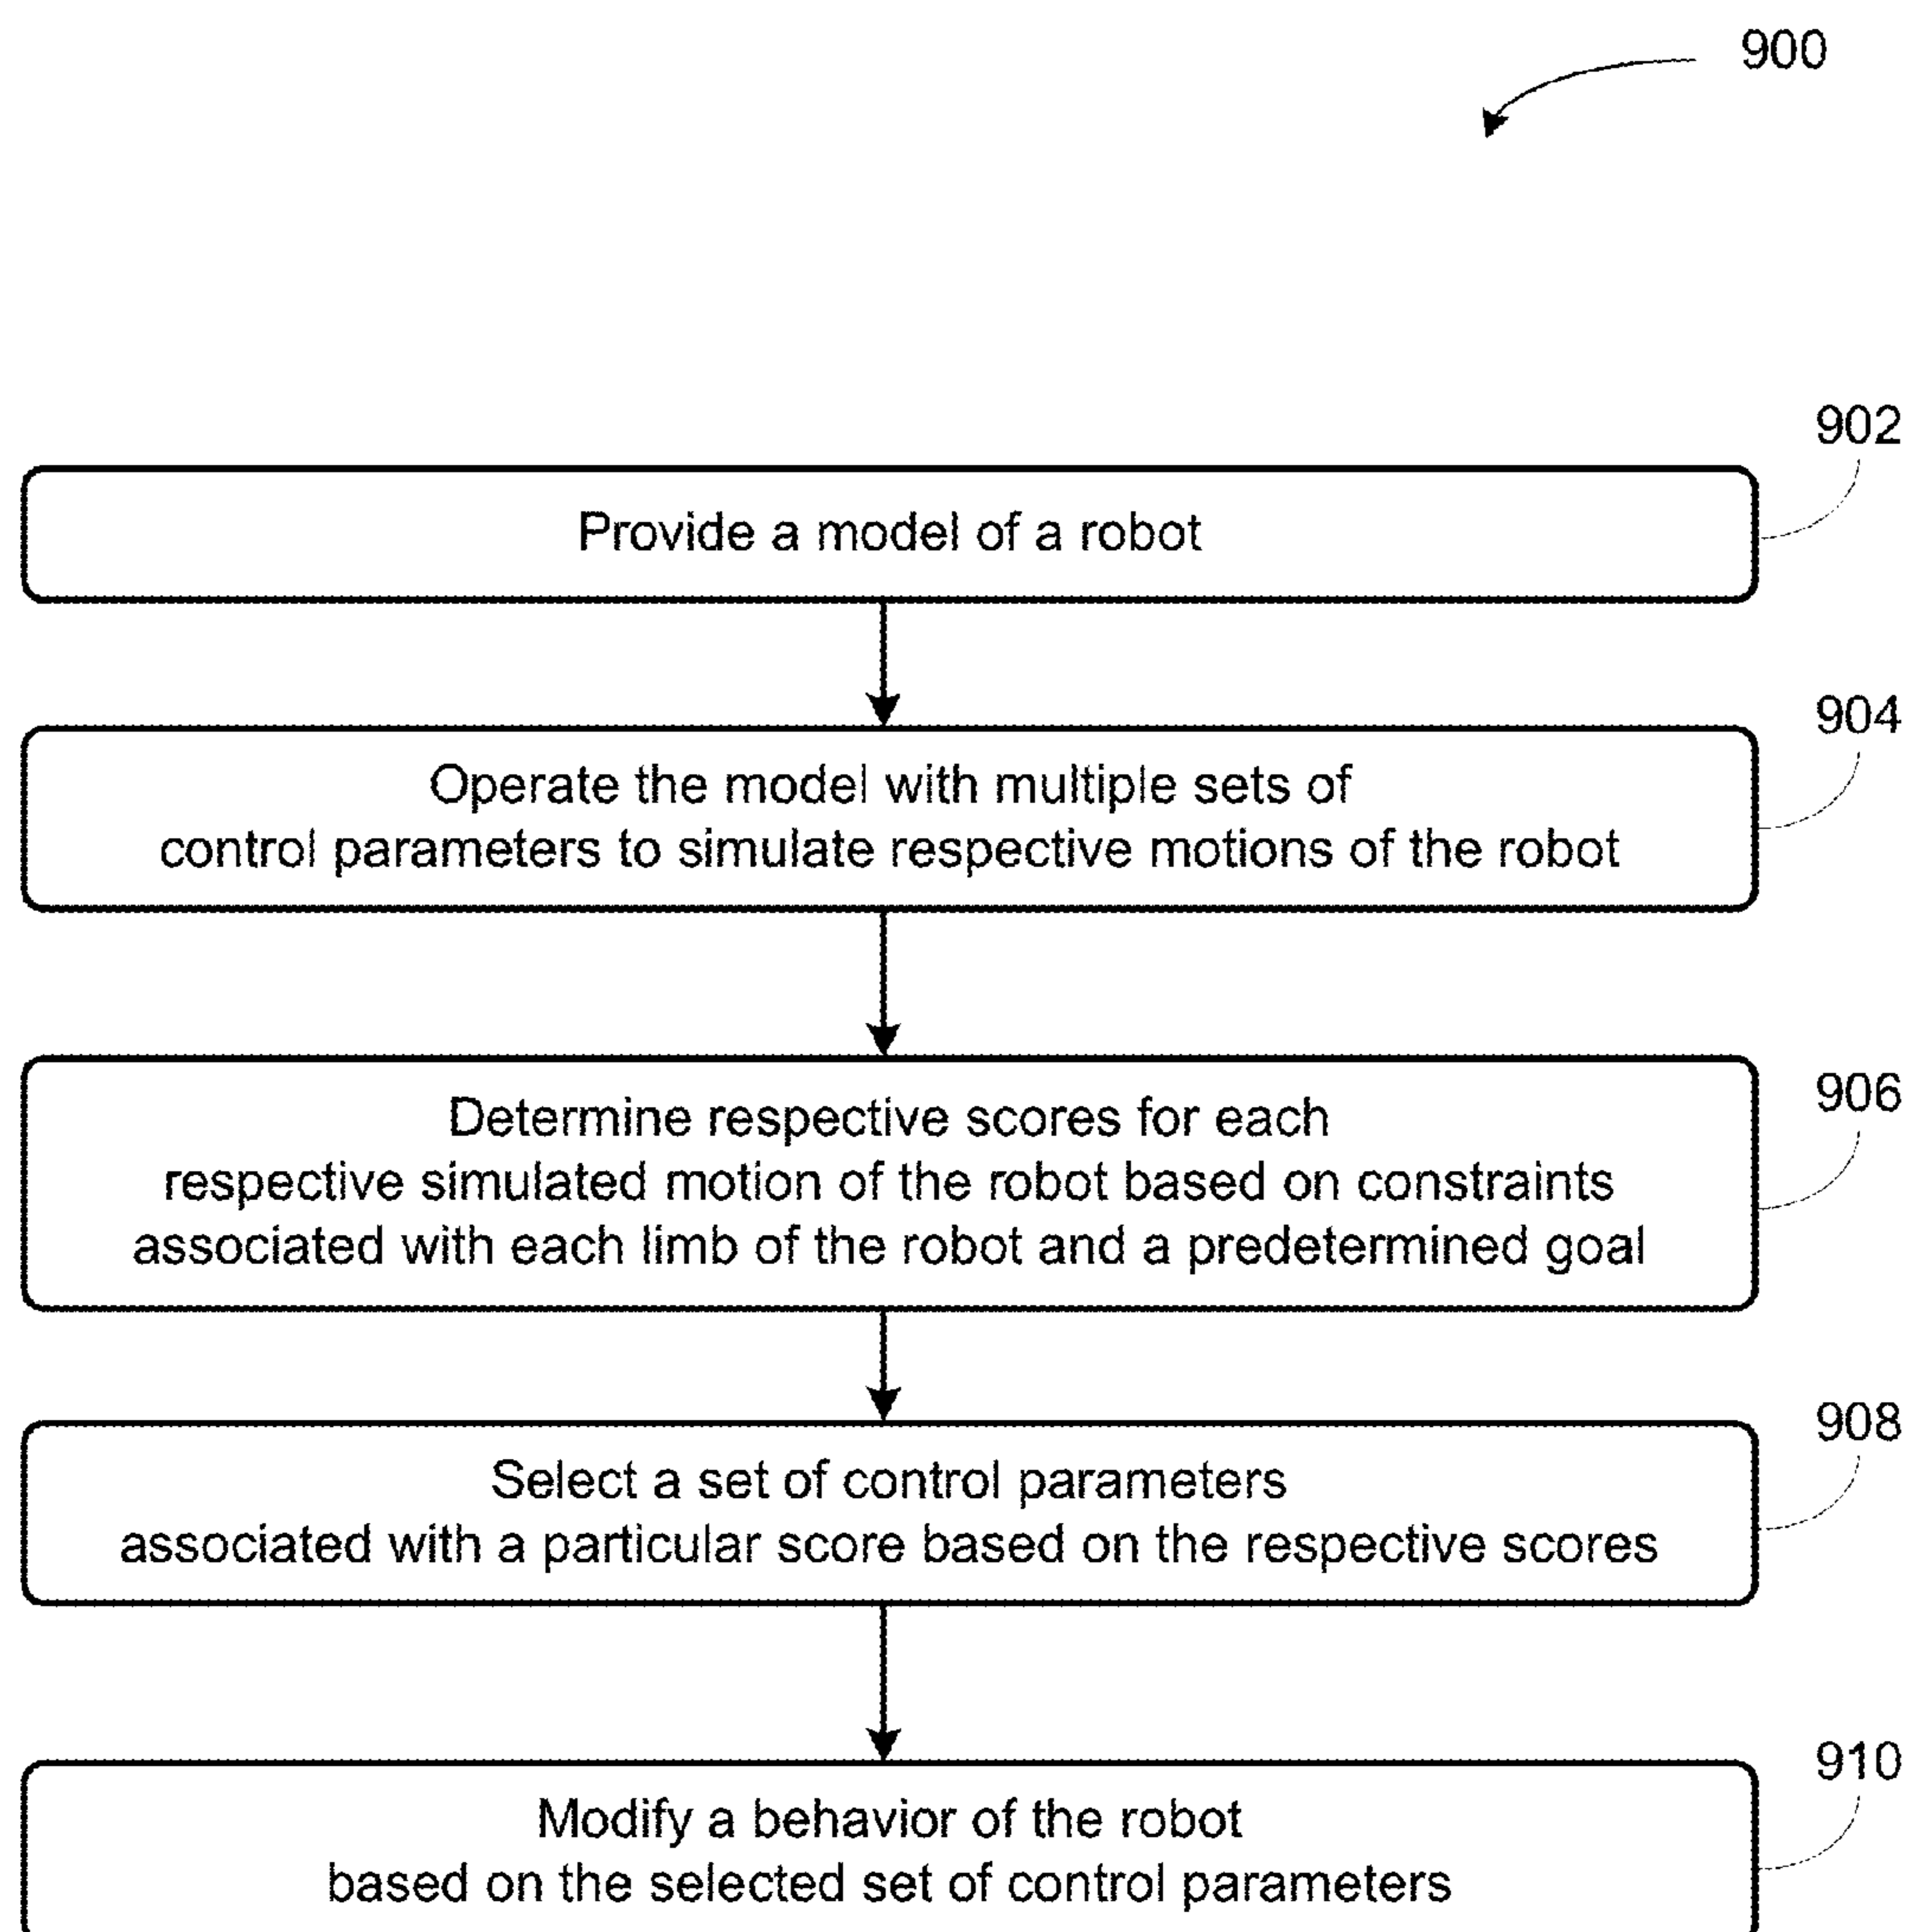 900
902
Provide a model of a robot
904
Operate the model with multiple sets of
control parameters to simulate respective motions of the robot
906
Determine respective scores for each
respective simulated motion of the robot based on constraints
associated with each limb of the robot and a predetermined goal
908
Select a set of control parameters
associated with a particular score based on the respective scores
910
Modify a behavior of the robot
based on the selected set of control parameters